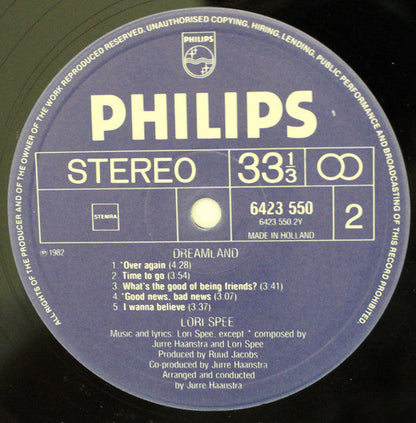 ALL RIGHTS OF THE PRODUCER AND OF THE OWNER OF THE WORK REPRODUCED RESERVED. UNAUTHORISED COPYING, HIRING, LENDING, PUBLIC PERFORMANCE AND BROADCASTING OF THIS RECORD PROHIBITED.
PHILIPS
PHILIPS
STEREO
33 1/3
6423 550
6423 550.2Y
MADE IN HOLLAND
2
STEMRA
℗ 1982
DREAMLAND
1 *Over again (4:28)
2 Time to go (3:54)
3 What's the good of being friends? (3:41)
4 *Good news, bad news (3.07)
5 I wanna believe (3.37)
LORI SPEE
Music and lyrics: Lori Spee, except * composed by
Jurre Haanstra and Lori Spee
Produced by Ruud Jacobs
Co-produced by Jurre Haanstra
Arranged and conducted
by Jurre Haanstra